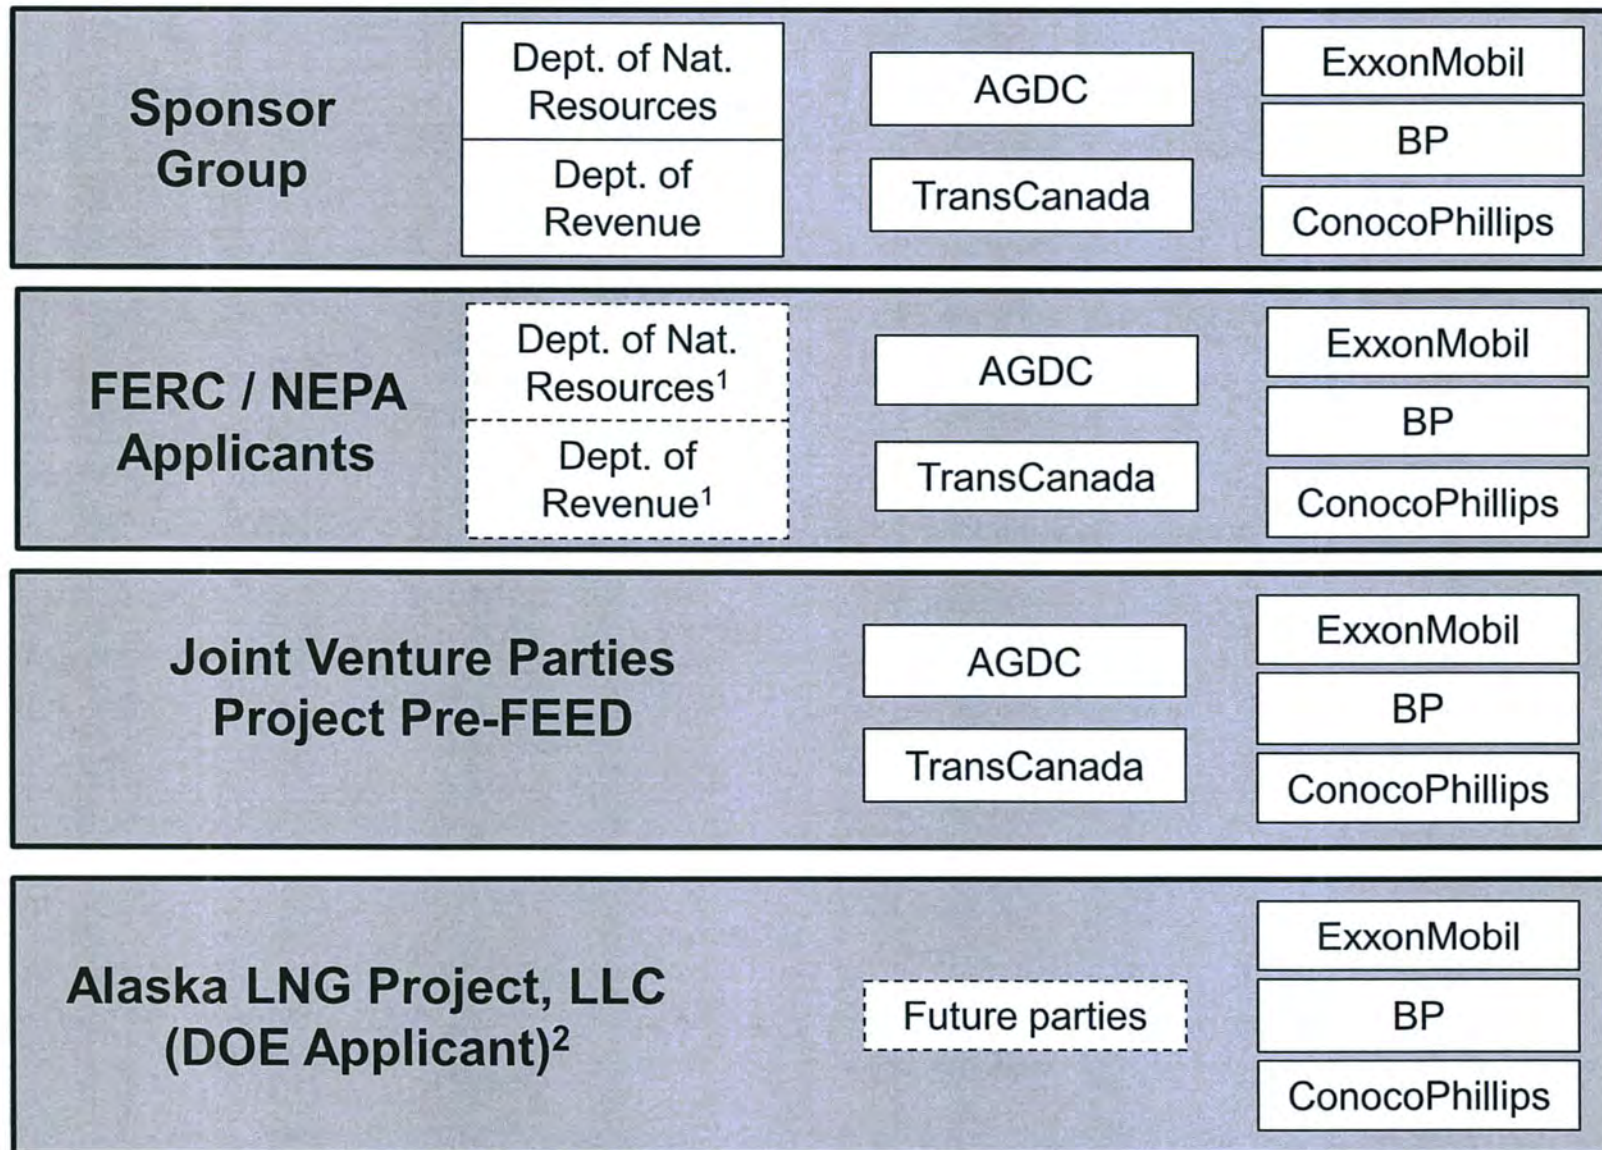 Sponsor
Group
Dept. of Nat.
Resources
Dept. of
Revenue
AGDC
TransCanada
ExxonMobil
BP
ConocoPhillips
FERC / NEPA
Applicants
Dept. of Nat.
Resources¹
Dept. of
Revenue¹
AGDC
TransCanada
ExxonMobil
BP
ConocoPhillips
Joint Venture Parties
Project Pre-FEED
AGDC
TransCanada
ExxonMobil
BP
ConocoPhillips
Alaska LNG Project, LLC
(DOE Applicant)²
Future parties
ExxonMobil
BP
ConocoPhillips